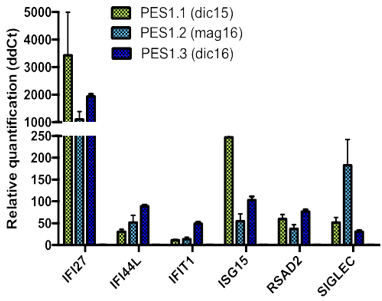 PES1.1 (dic15)
PES1.2 (mag16)
PES1.3 (dic16)
Relative quantification (ddCt)
5000
4000
3000
2000
1000
250
200
150
100
50
0
IFI27
IFI44L
IFIT1
ISG15
RSAD2
SIGLEC